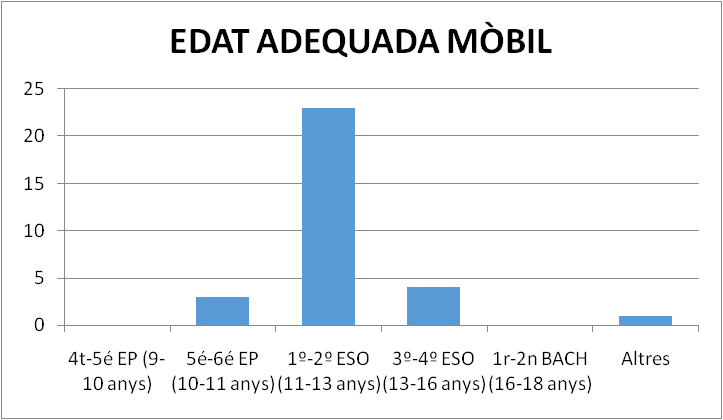 EDAT ADEQUADA MÒBIL
25
20
15
10
5
0
4t-5é EP (9-
10 anys)
5é-6é EP
(10-11 anys)
1º-2º ESO
(11-13 anys)
3º-4º ESO
(13-16 anys)
1r-2n BACH
(16-18 anys)
Altres